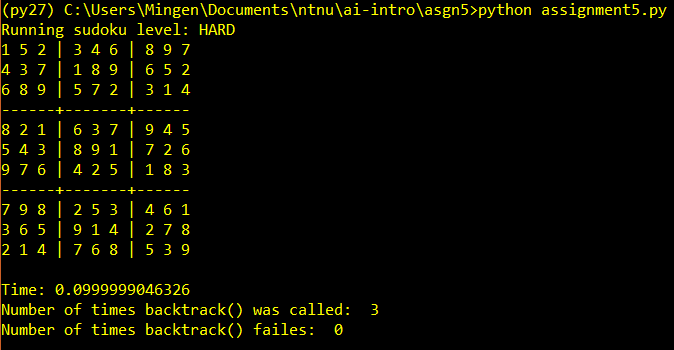 (py27) C:\Users\Mingen\Documents\ntnu\ai-intro\asgn5>python assignment5.py
Running sudoku level: HARD
1 5 2 | 3 4 6 | 8 9 7
4 3 7 | 1 8 9 | 6 5 2
6 8 9 | 5 7 2 | 3 1 4
------+-------+------
8 2 1 | 6 3 7 | 9 4 5
5 4 3 | 8 9 1 | 7 2 6
9 7 6 | 4 2 5 | 1 8 3
------+-------+------
7 9 8 | 2 5 3 | 4 6 1
3 6 5 | 9 1 4 | 2 7 8
2 1 4 | 7 6 8 | 5 3 9
Time: 0.0999999046326
Number of times backtrack() was called:  3
Number of times backtrack() failes:  0